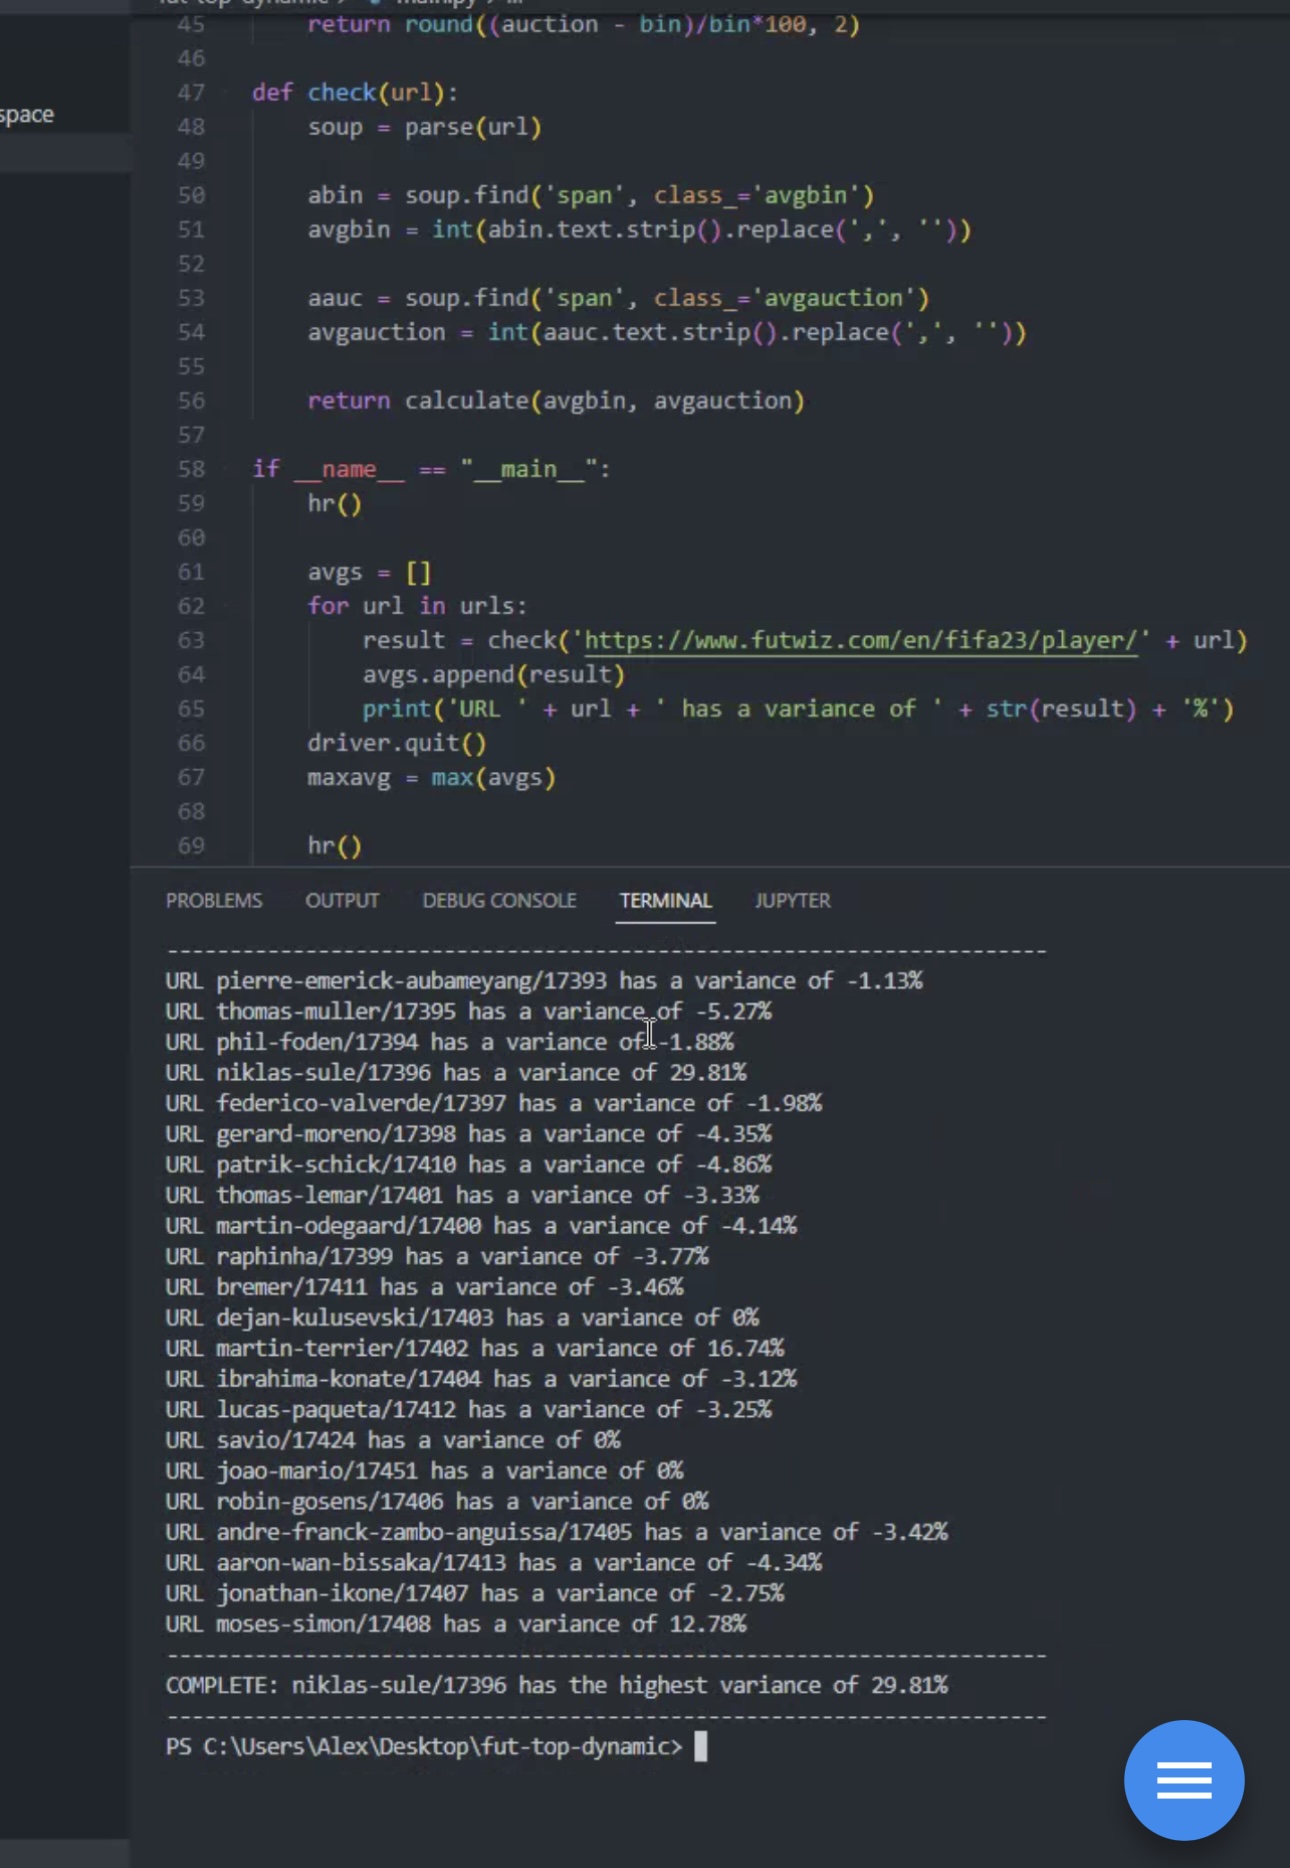 space
45 return round((auction - bin)/bin*100, 2)
46
47 def check(url):
48 soup = parse(url)
49
50 abin = soup.find('span', class_='avgbin')
51 avgbin = int(abin.text.strip().replace(',', ''))
52
53 aauc = soup.find('span', class_='avgauction')
54 avgauction = int(aauc.text.strip().replace(',', ''))
55
56 return calculate(avgbin, avgauction)
57
58 if __name__ == "__main__":
59 hr()
60
61 avgs = []
62 for url in urls:
63 result = check('https://www.futwiz.com/en/fifa23/player/' + url)
64 avgs.append(result)
65 print('URL ' + url + ' has a variance of ' + str(result) + '%')
66 driver.quit()
67 maxavg = max(avgs)
68
69 hr()
PROBLEMS OUTPUT DEBUG CONSOLE TERMINAL JUPYTER
----------------------------------------------------------------------
URL pierre-emerick-aubameyang/17393 has a variance of -1.13%
URL thomas-muller/17395 has a variance of -5.27%
URL phil-foden/17394 has a variance of -1.88%
URL niklas-sule/17396 has a variance of 29.81%
URL federico-valverde/17397 has a variance of -1.98%
URL gerard-moreno/17398 has a variance of -4.35%
URL patrik-schick/17410 has a variance of -4.86%
URL thomas-lemar/17401 has a variance of -3.33%
URL martin-odegaard/17400 has a variance of -4.14%
URL raphinha/17399 has a variance of -3.77%
URL bremer/17411 has a variance of -3.46%
URL dejan-kulusevski/17403 has a variance of 0%
URL martin-terrier/17402 has a variance of 16.74%
URL ibrahima-konate/17404 has a variance of -3.12%
URL lucas-paqueta/17412 has a variance of -3.25%
URL savio/17424 has a variance of 0%
URL joao-mario/17451 has a variance of 0%
URL robin-gosens/17406 has a variance of 0%
URL andre-franck-zambo-anguissa/17405 has a variance of -3.42%
URL aaron-wan-bissaka/17413 has a variance of -4.34%
URL jonathan-ikone/17407 has a variance of -2.75%
URL moses-simon/17408 has a variance of 12.78%
----------------------------------------------------------------------
COMPLETE: niklas-sule/17396 has the highest variance of 29.81%
----------------------------------------------------------------------
PS C:\Users\Alex\Desktop\fut-top-dynamic>